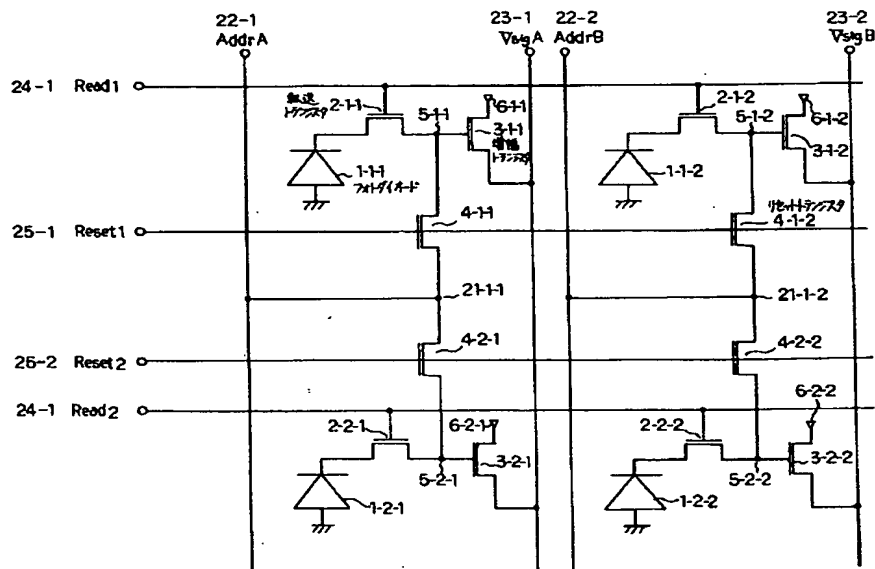 22-1
AddrA
23-1
VsigA
22-2
AddrB
23-2
VsigB
24-1 Read1
転送
トランジスタ
2-1-1
5-1-1
6-1-1
3-1-1
増幅
トランジスタ
1-1-1
フォトダイオード
2-1-2
5-1-2
6-1-2
3-1-2
1-1-2
25-1 Reset1
4-1-1
リセットトランジスタ
4-1-2
21-1-1
21-1-2
4-2-1
4-2-2
26-2 Reset2
24-1 Read2
2-2-1
6-2-1
3-2-1
5-2-1
1-2-1
2-2-2
6-2-2
3-2-2
5-2-2
1-2-2